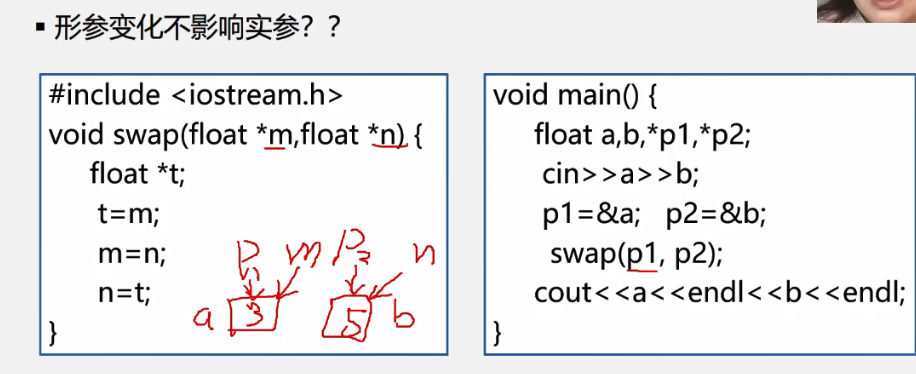 ▪ 形参变化不影响实参？？
#include <iostream.h>
void swap(float *m,float *n) {
float *t;
t=m;
m=n;
n=t;
}
P1 m P2 n
a 3 5 b
void main() {
float a,b,*p1,*p2;
cin>>a>>b;
p1=&a; p2=&b;
swap(p1, p2);
cout<<a<<endl<<b<<endl;
}